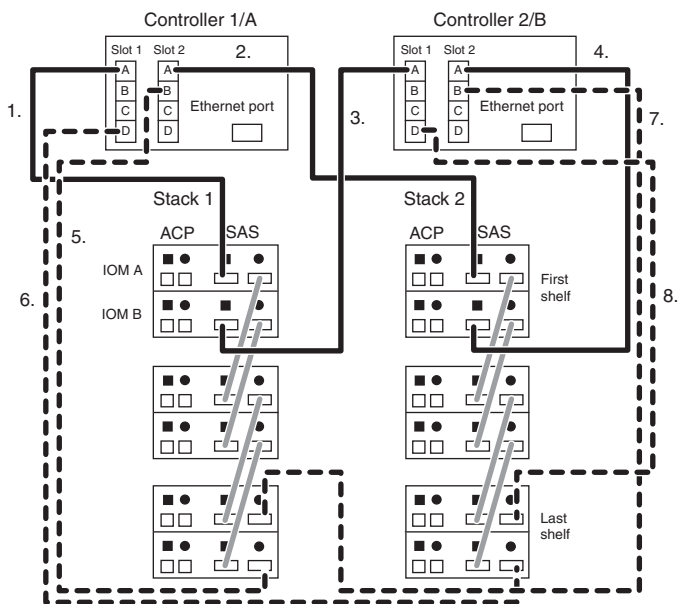 Controller 1/A
Controller 2/B
Slot 1 Slot 2
2.
Slot 1 Slot 2
4.
A A
A A
1.
B B
B B
C C
Ethernet port
3.
C C
Ethernet port
7.
D D
D D
Stack 1
Stack 2
5.
ACP SAS
ACP SAS
6.
IOM A
First
shelf
8.
IOM B
Last
shelf